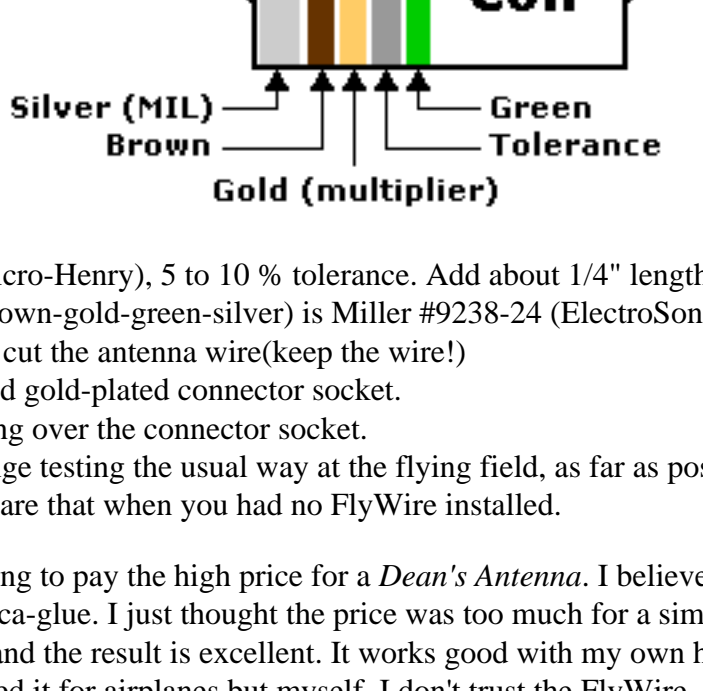 Coil
Silver (MIL)
Green
Brown
Tolerance
Gold (multiplier)
cro-Henry), 5 to 10 % tolerance. Add about 1/4" length
own-gold-green-silver) is Miller #9238-24 (ElectroSon
cut the antenna wire(keep the wire!)
d gold-plated connector socket.
ng over the connector socket.
ge testing the usual way at the flying field, as far as pos
are that when you had no FlyWire installed.
ng to pay the high price for a Dean's Antenna. I believe
ca-glue. I just thought the price was too much for a sim
and the result is excellent. It works good with my own h
ed it for airplanes but myself, I don't trust the FlyWire